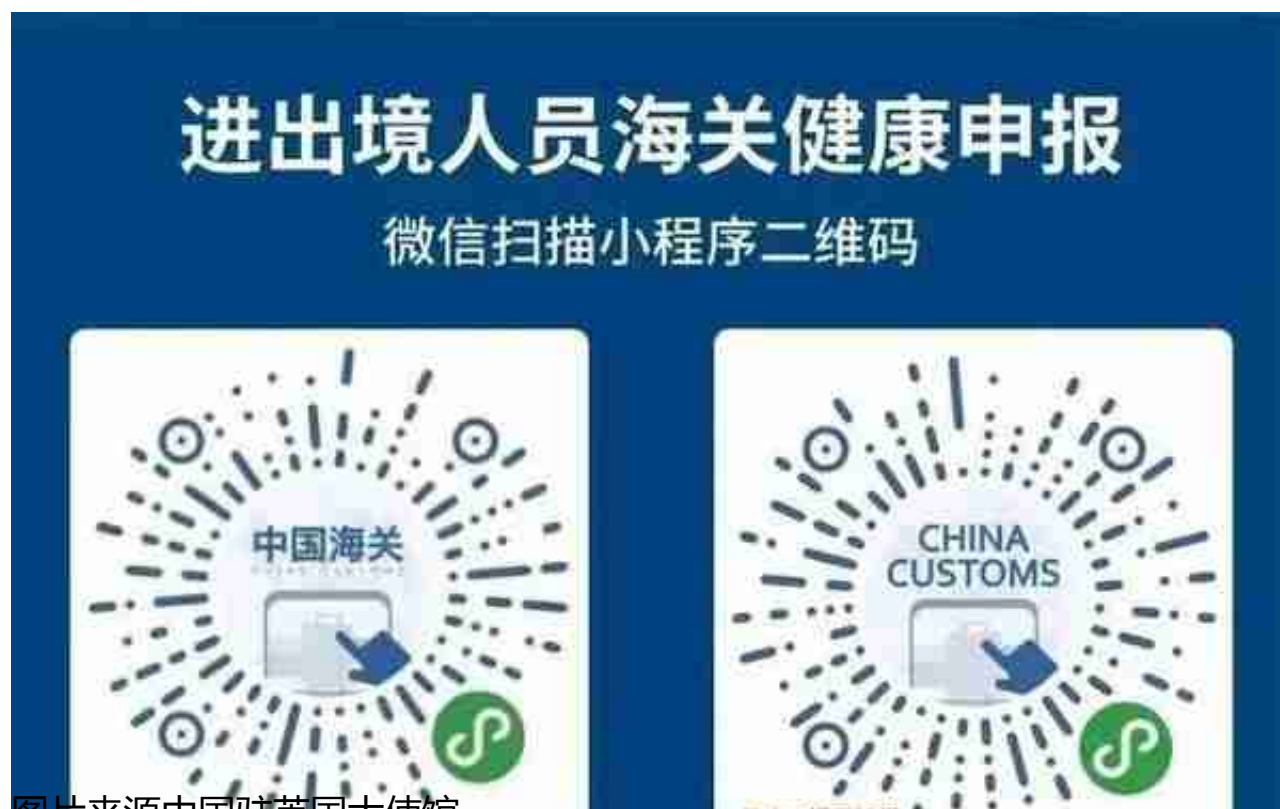 进出境人员海关健康申报
微信扫描小程序二维码
中国海关
CHINA
CUSTOMS
图片来源中国驻英国大使馆